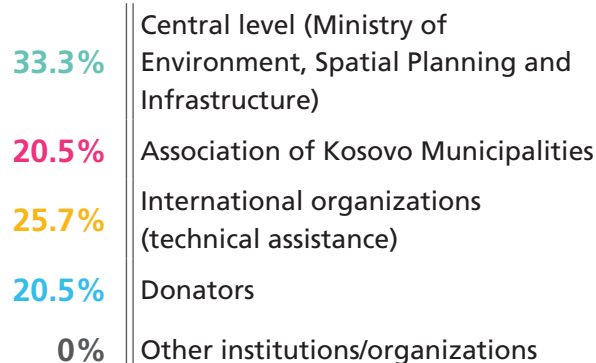 33.3%
Central level (Ministry of
Environment, Spatial Planning and
Infrastructure)
20.5%
Association of Kosovo Municipalities
25.7%
International organizations
(technical assistance)
20.5%
Donators
0%
Other institutions/organizations